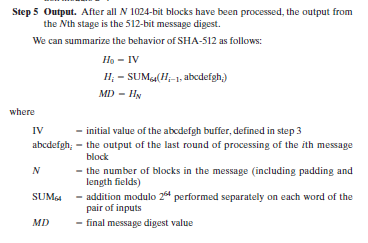 Step 5 Output. After all N 1024-bit blocks have been processed, the output from
the Nth stage is the 512-bit message digest.
We can summarize the behavior of SHA-512 as follows:
H₀ = IV
Hᵢ = SUM₆₄(Hᵢ₋₁, abcdefghᵢ)
MD = H_N
where
IV = initial value of the abcdefgh buffer, defined in step 3
abcdefghᵢ = the output of the last round of processing of the ith message
block
N = the number of blocks in the message (including padding and
length fields)
SUM₆₄ = addition modulo 2⁶⁴ performed separately on each word of the
pair of inputs
MD = final message digest value